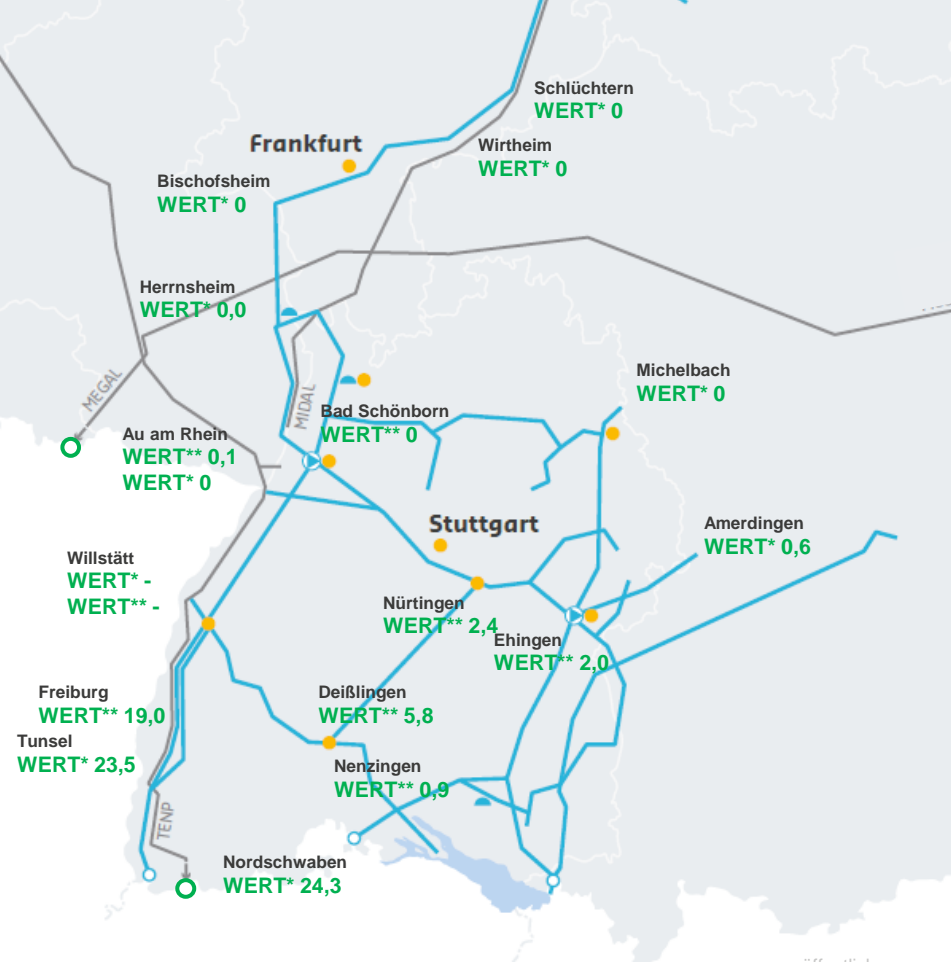 Schlüchtern
WERT* 0
Frankfurt
Wirtheim
WERT* 0
Bischofsheim
WERT* 0
Herrnsheim
WERT* 0,0
MEGAL
MIDAL
Michelbach
WERT* 0
Bad Schönborn
WERT** 0
Au am Rhein
WERT** 0,1
WERT* 0
Stuttgart
Amerdingen
WERT* 0,6
Willstätt
WERT* -
WERT** -
Nürtingen
WERT** 2,4
Ehingen
WERT** 2,0
Freiburg
WERT** 19,0
Deißlingen
WERT** 5,8
Tunsel
WERT* 23,5
Nenzingen
WERT** 0,9
TENP
Nordschwaben
WERT* 24,3